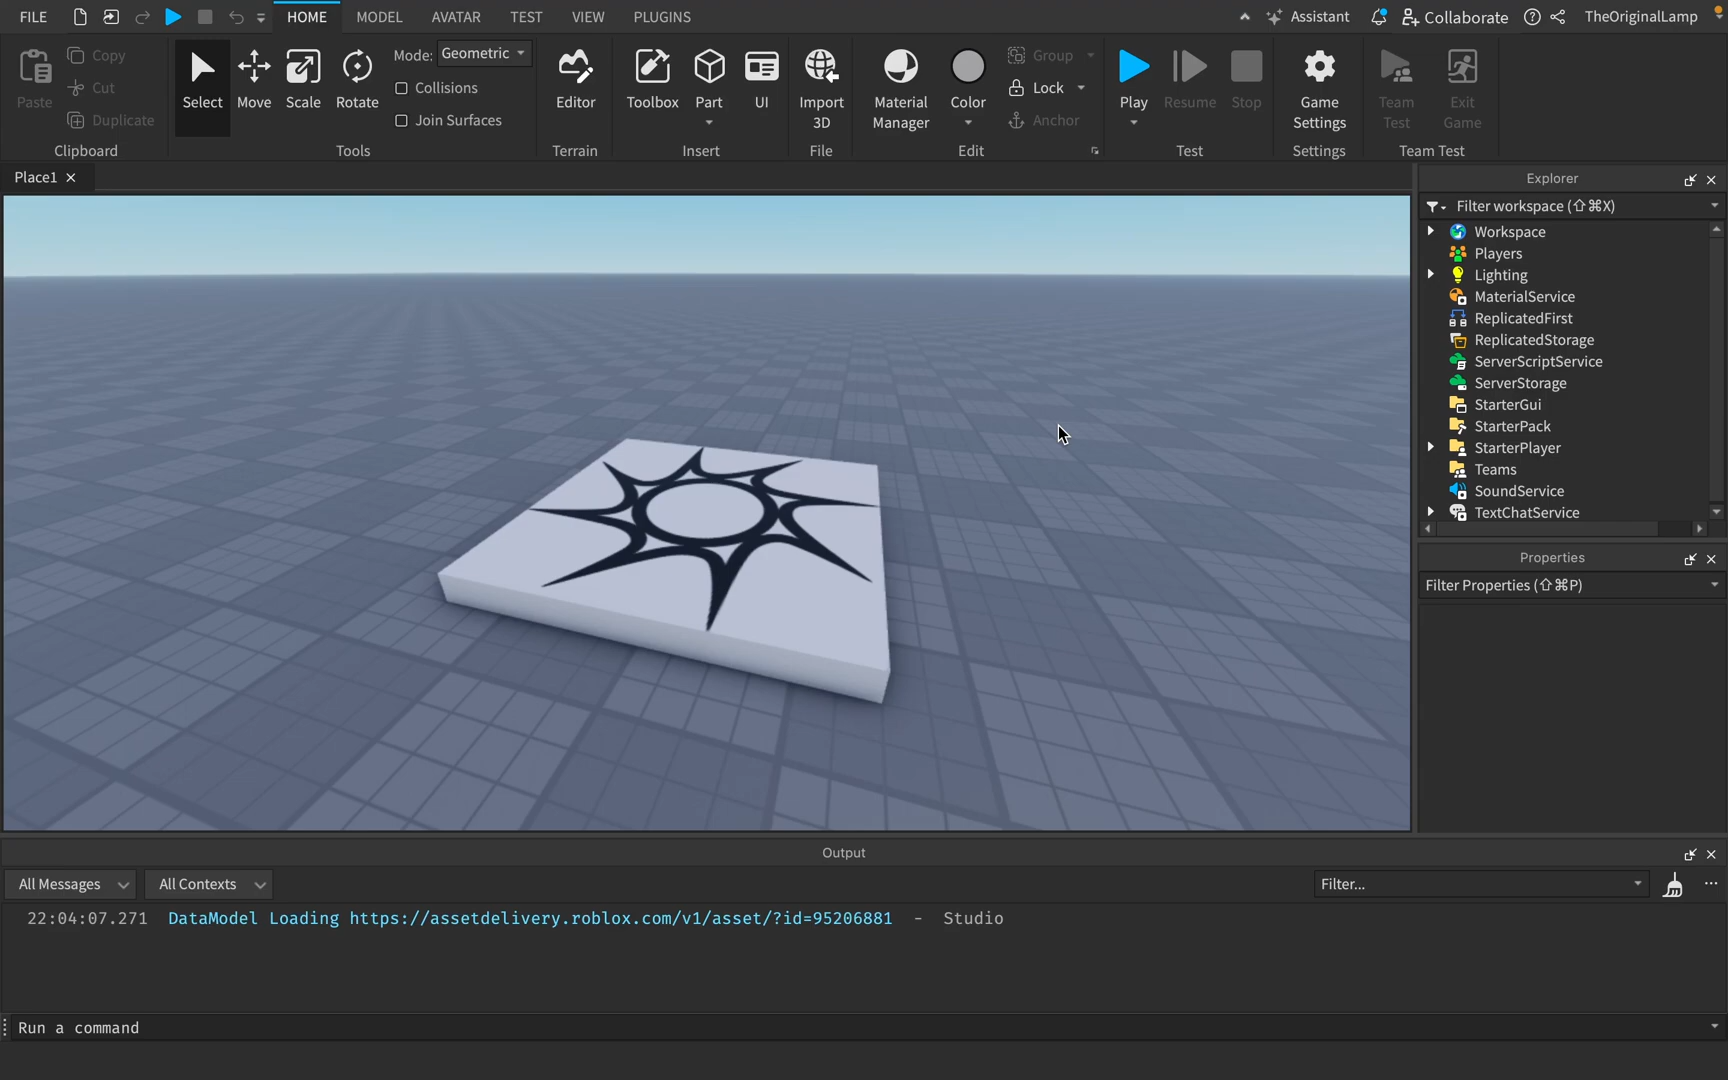 FILE HOME MODEL AVATAR TEST VIEW PLUGINS Assistant Collaborate TheOriginalLamp
Paste
Copy
Cut
Duplicate
Clipboard
Select Move Scale Rotate
Mode: Geometric
Collisions
Join Surfaces
Tools
Editor
Terrain
Toolbox Part UI
Insert
Import
3D
File
Material
Manager
Color
Group
Lock
Anchor
Edit
Play Resume Stop
Test
Game
Settings
Settings
Team
Test
Exit
Game
Team Test
Place1
Explorer
Filter workspace (⇧⌘X)
Workspace
Players
Lighting
MaterialService
ReplicatedFirst
ReplicatedStorage
ServerScriptService
ServerStorage
StarterGui
StarterPack
StarterPlayer
Teams
SoundService
TextChatService
Properties
Filter Properties (⇧⌘P)
Output
All Messages All Contexts Filter...
22:04:07.271 DataModel Loading https://assetdelivery.roblox.com/v1/asset/?id=95206881 - Studio
Run a command